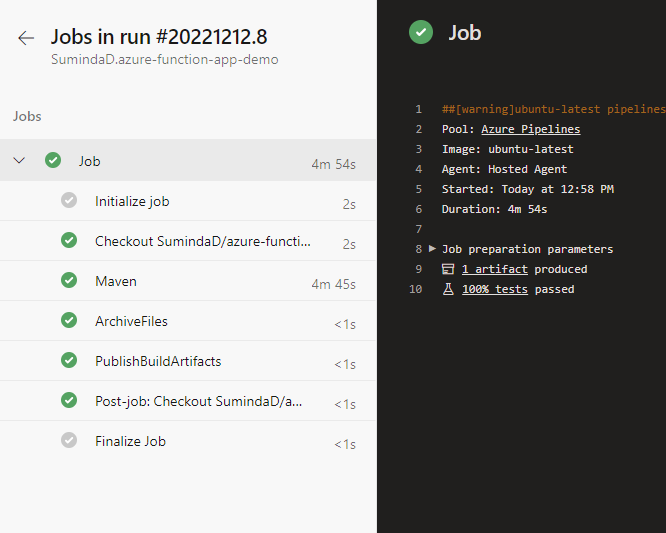 Jobs in run #20221212.8
SumindaD.azure-function-app-demo
Jobs
Job 4m 54s
Initialize job 2s
Checkout SumindaD/azure-functi... 2s
Maven 4m 45s
ArchiveFiles <1s
PublishBuildArtifacts <1s
Post-job: Checkout SumindaD/a... <1s
Finalize Job <1s
Job
1 ##[warning]ubuntu-latest pipelines
2 Pool: Azure Pipelines
3 Image: ubuntu-latest
4 Agent: Hosted Agent
5 Started: Today at 12:58 PM
6 Duration: 4m 54s
7
8 Job preparation parameters
9 1 artifact produced
10 100% tests passed